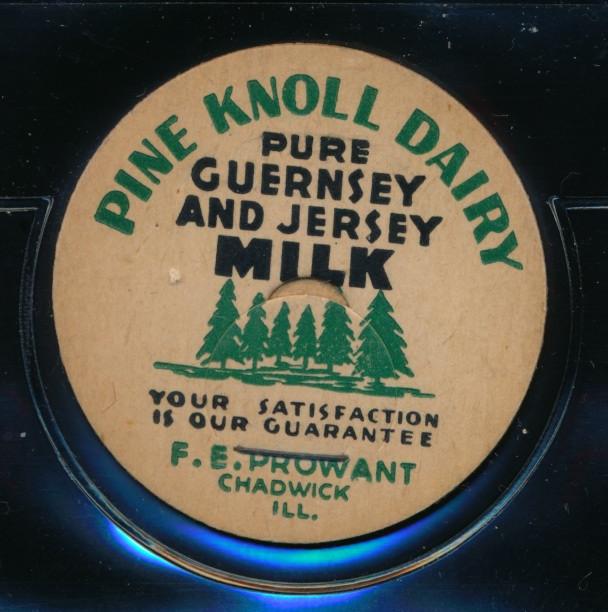 PINE KNOLL DAIRY
PURE
GUERNSEY
AND JERSEY
MILK
YOUR SATISFACTION
IS OUR GUARANTEE
F. E. PROWANT
CHADWICK
ILL.